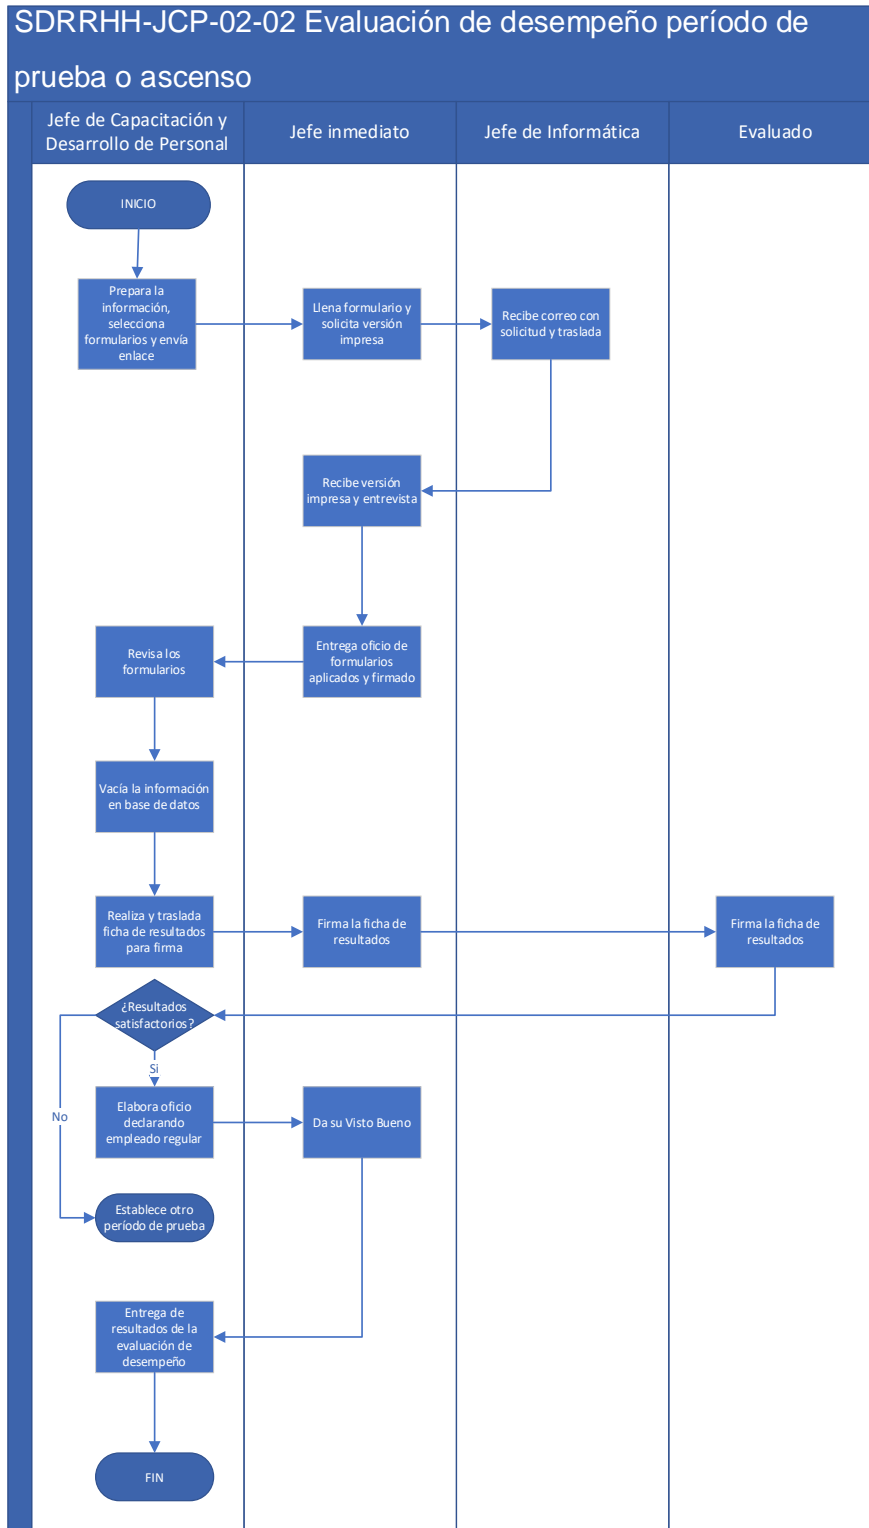 SDRRHH-JCP-02-02 Evaluación de desempeño período de
prueba o ascenso
Jefe de Capacitación y
Desarrollo de Personal
Jefe inmediato
Jefe de Informática
Evaluado
INICIO
Prepara la
información,
selecciona
formularios y envía
enlace
Llena formulario y
solicita versión
impresa
Recibe correo con
solicitud y traslada
Recibe versión
impresa y entrevista
Entrega oficio de
formularios
aplicados y firmado
Revisa los
formularios
Vacía la información
en base de datos
Realiza y traslada
ficha de resultados
para firma
Firma la ficha de
resultados
Firma la ficha de
resultados
¿Resultados
satisfactorios?
Si
No
Elabora oficio
declarando
empleado regular
Da su Visto Bueno
Establece otro
período de prueba
Entrega de
resultados de la
evaluación de
desempeño
FIN